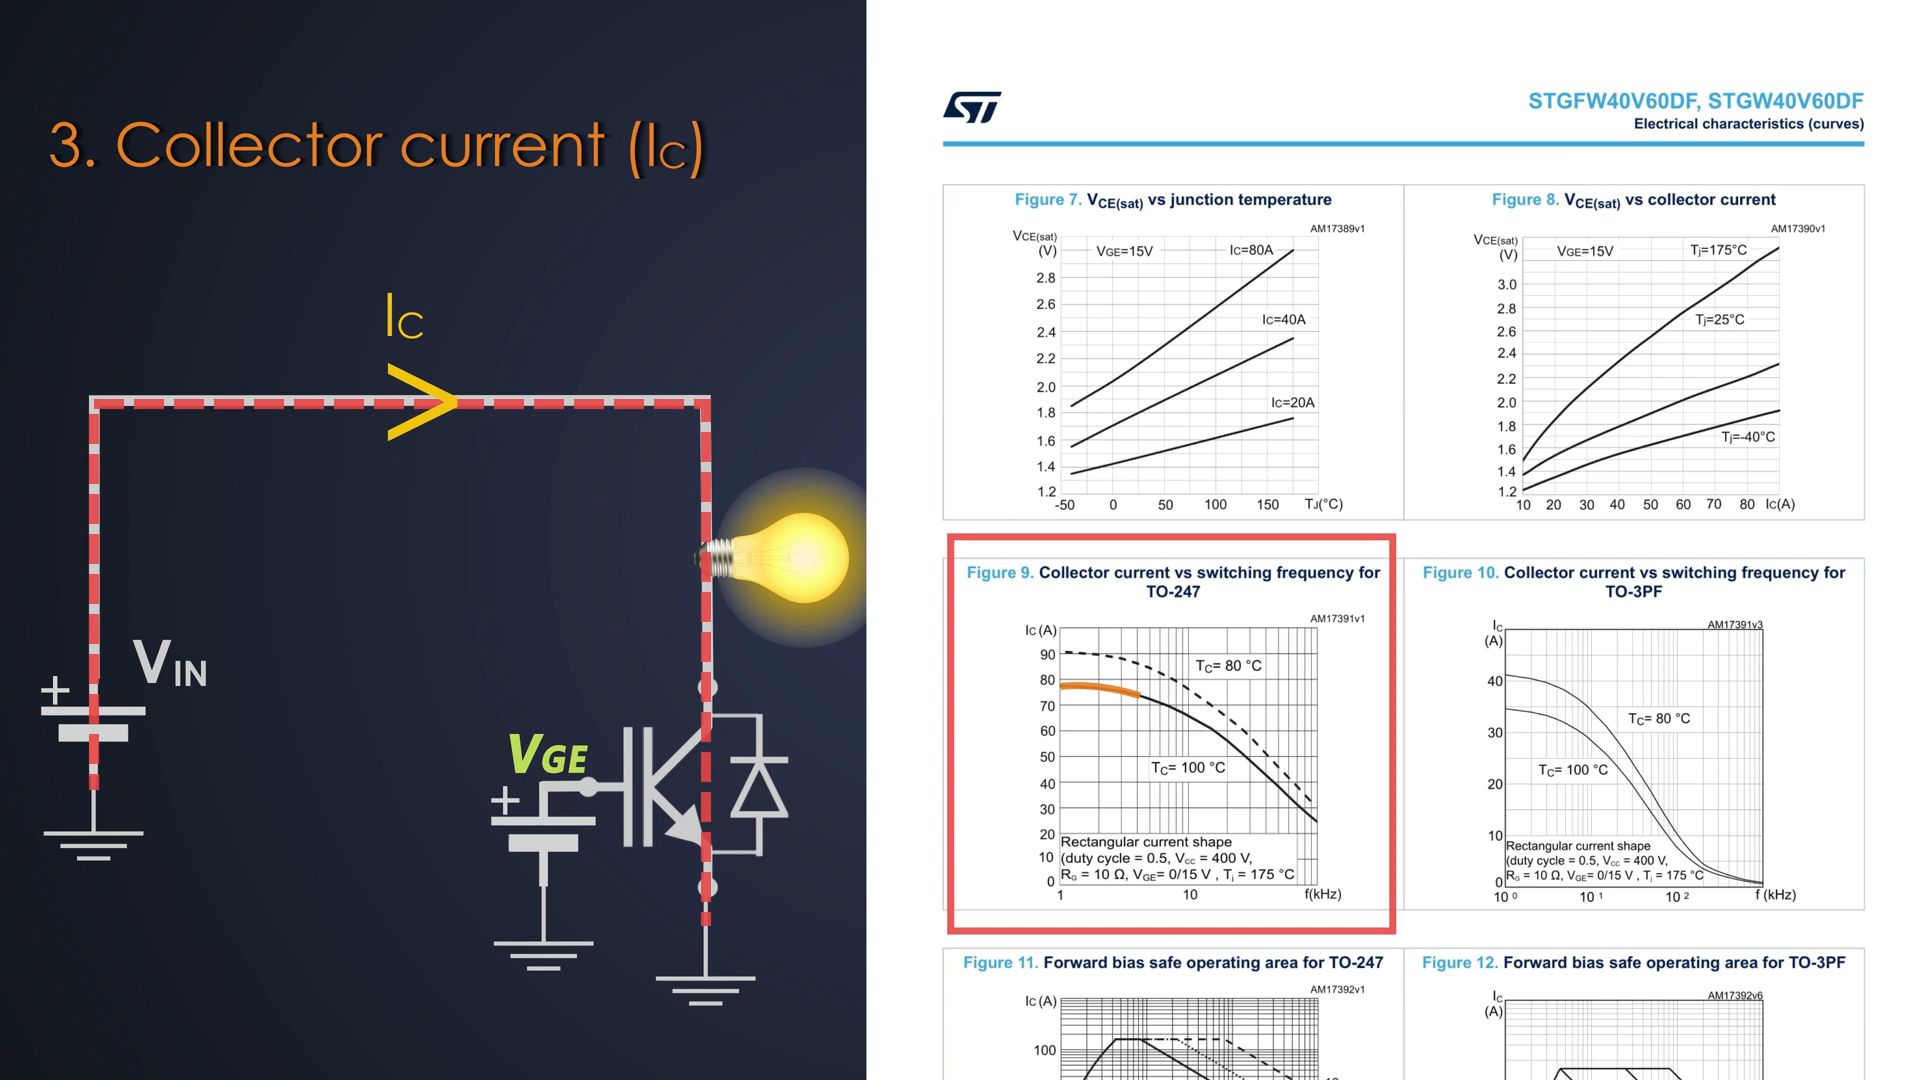 3. Collector current (IC)
IC
VIN
+
VGE
+
ST
STGFW40V60DF, STGW40V60DF
Electrical characteristics (curves)
Figure 7. VCE(sat) vs junction temperature
AM17389v1
VCE(sat)
(V)
VGE=15V
IC=80A
2.8
2.6
IC=40A
2.4
2.2
2.0
IC=20A
1.8
1.6
1.4
1.2
-50 0 50 100 150 TJ(°C)
Figure 8. VCE(sat) vs collector current
AM17390v1
VCE(sat)
(V)
VGE=15V
Tj=175°C
3.0
2.8
Tj=25°C
2.6
2.4
2.2
2.0
1.8
Tj=-40°C
1.6
1.4
1.2
10 20 30 40 50 60 70 80 IC(A)
Figure 9. Collector current vs switching frequency for
TO-247
AM17391v1
IC (A)
90
TC= 80 °C
80
70
60
50
TC= 100 °C
40
30
20
Rectangular current shape
10
(duty cycle = 0.5, VCC = 400 V,
RG = 10 Ω, VGE= 0/15 V , Tj = 175 °C
0
1 10 f(kHz)
Figure 10. Collector current vs switching frequency for
TO-3PF
AM17391v3
IC
(A)
40
TC= 80 °C
30
TC= 100 °C
20
10
Rectangular current shape
(duty cycle = 0.5, VCC = 400 V,
RG = 10 Ω, VGE= 0/15 V , Tj = 175 °C
0
10 0 10 1 10 2 f (kHz)
Figure 11. Forward bias safe operating area for TO-247
AM17392v1
IC (A)
100
Figure 12. Forward bias safe operating area for TO-3PF
AM17392v6
IC
(A)